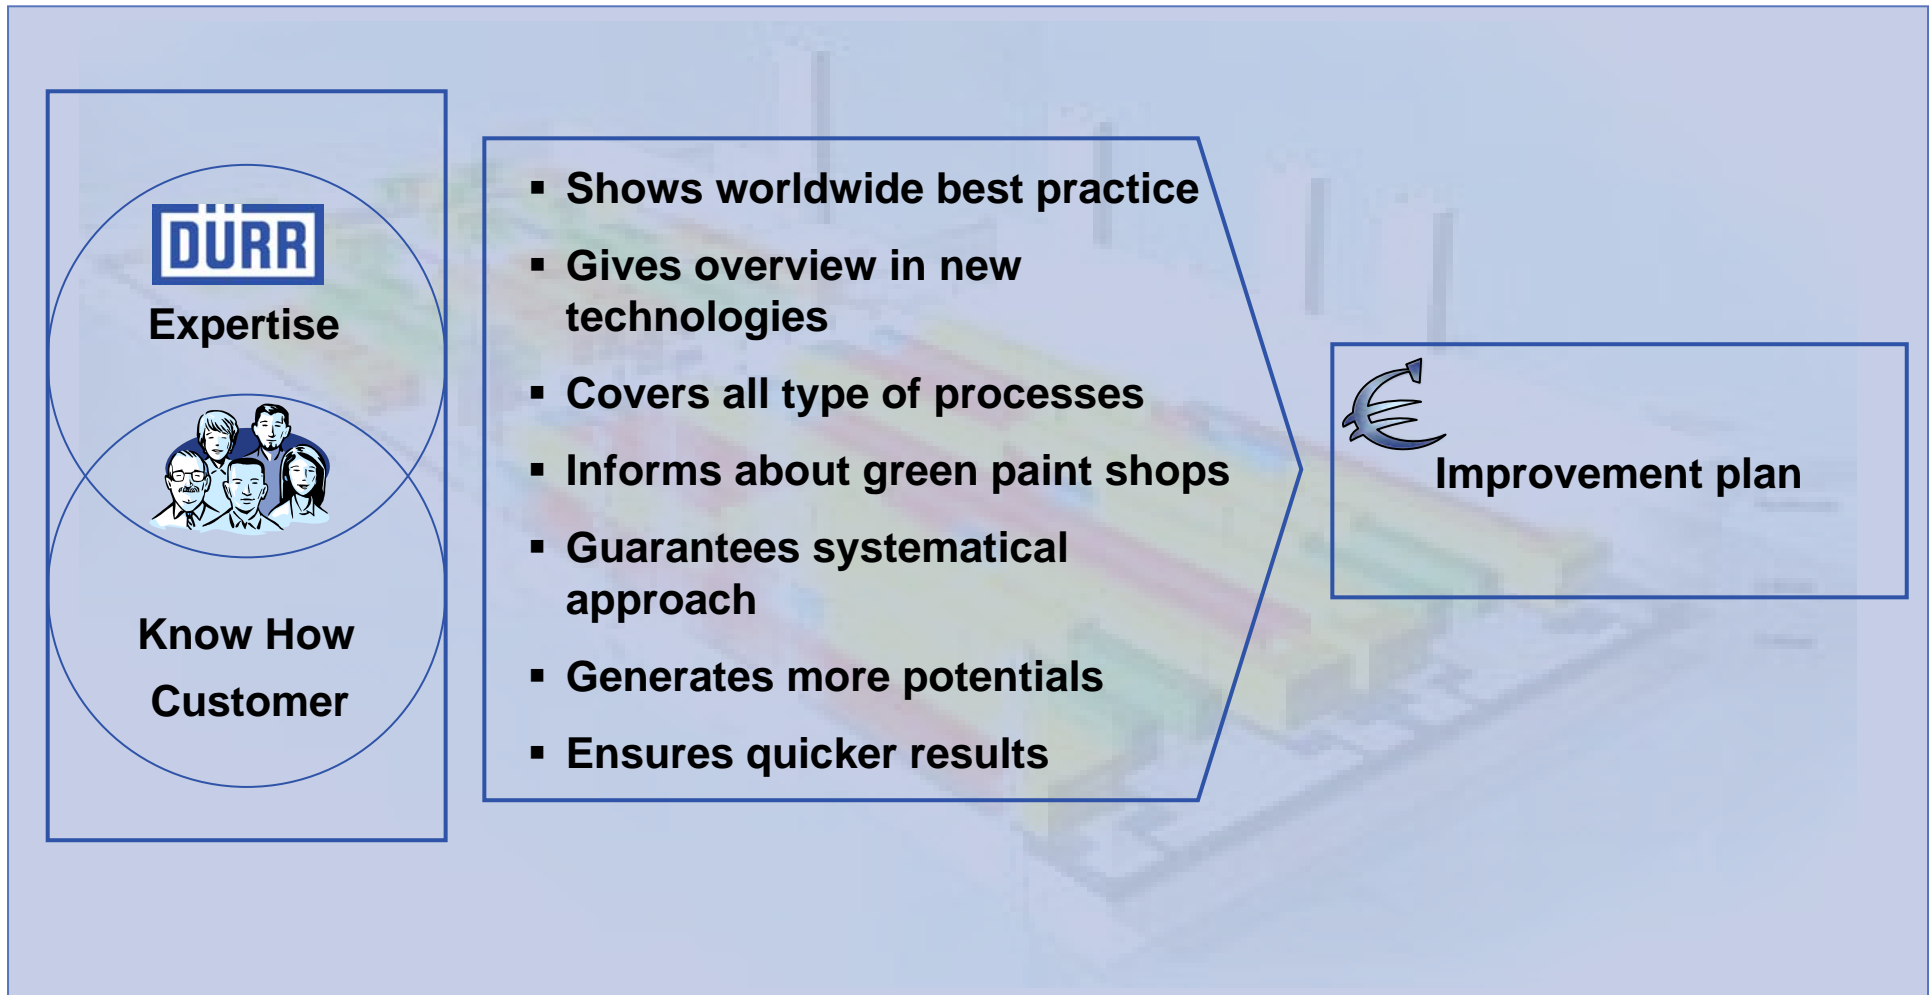 DÜRR
Expertise
Know How
Customer
▪ Shows worldwide best practice
▪ Gives overview in new
technologies
▪ Covers all type of processes
▪ Informs about green paint shops
▪ Guarantees systematical
approach
▪ Generates more potentials
▪ Ensures quicker results
€
Improvement plan